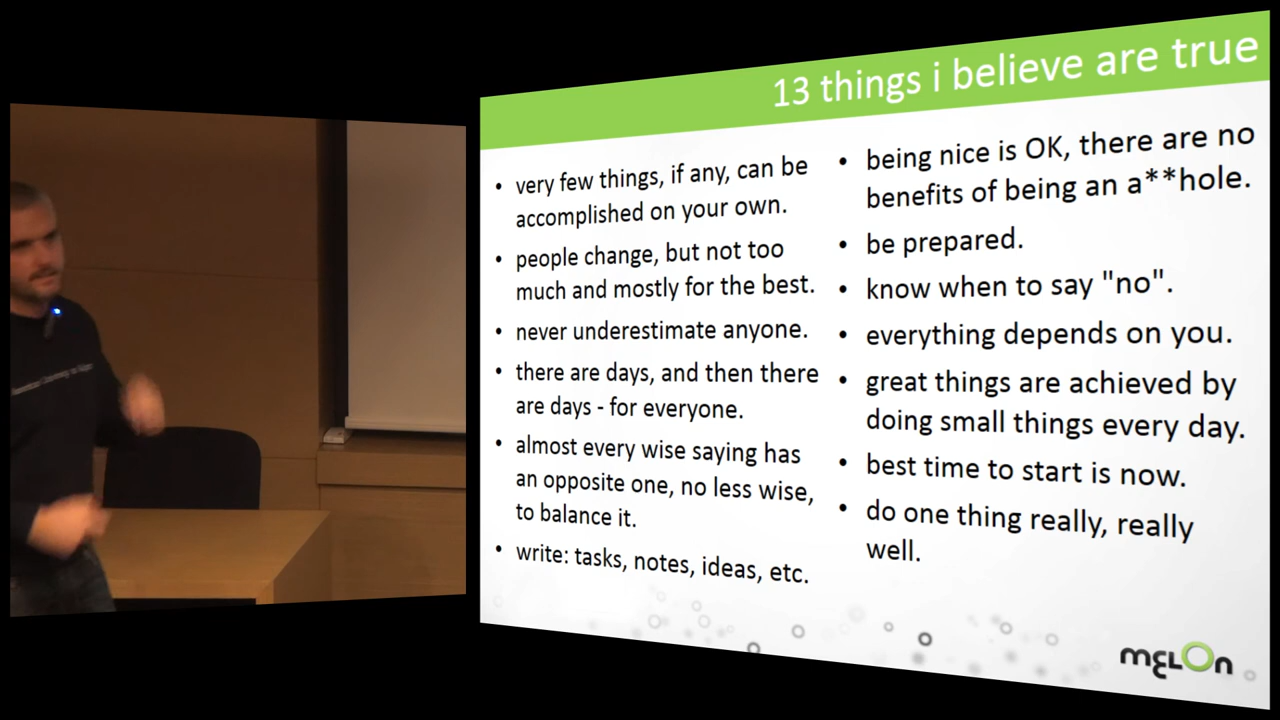 13 things i believe are true
• very few things, if any, can be
accomplished on your own.
• people change, but not too
much and mostly for the best.
• never underestimate anyone.
• there are days, and then there
are days - for everyone.
• almost every wise saying has
an opposite one, no less wise,
to balance it.
• write: tasks, notes, ideas, etc.
• being nice is OK, there are no
benefits of being an a**hole.
• be prepared.
• know when to say "no".
• everything depends on you.
• great things are achieved by
doing small things every day.
• best time to start is now.
• do one thing really, really
well.
melon